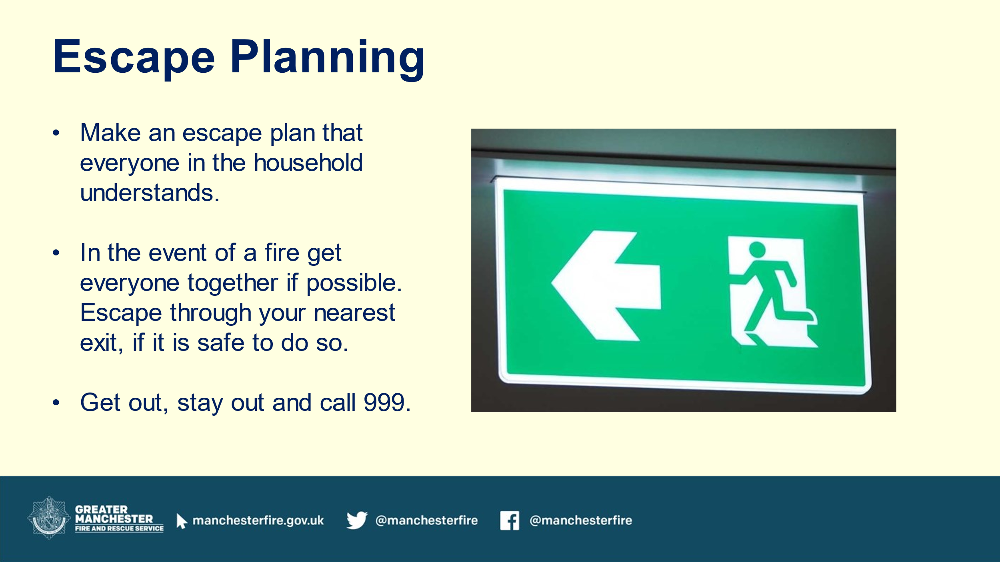 Escape Planning
• Make an escape plan that
everyone in the household
understands.
• In the event of a fire get
everyone together if possible.
Escape through your nearest
exit, if it is safe to do so.
• Get out, stay out and call 999.
GREATER
MANCHESTER
FIRE AND RESCUE SERVICE
manchesterfire.gov.uk
@manchesterfire
@manchesterfire